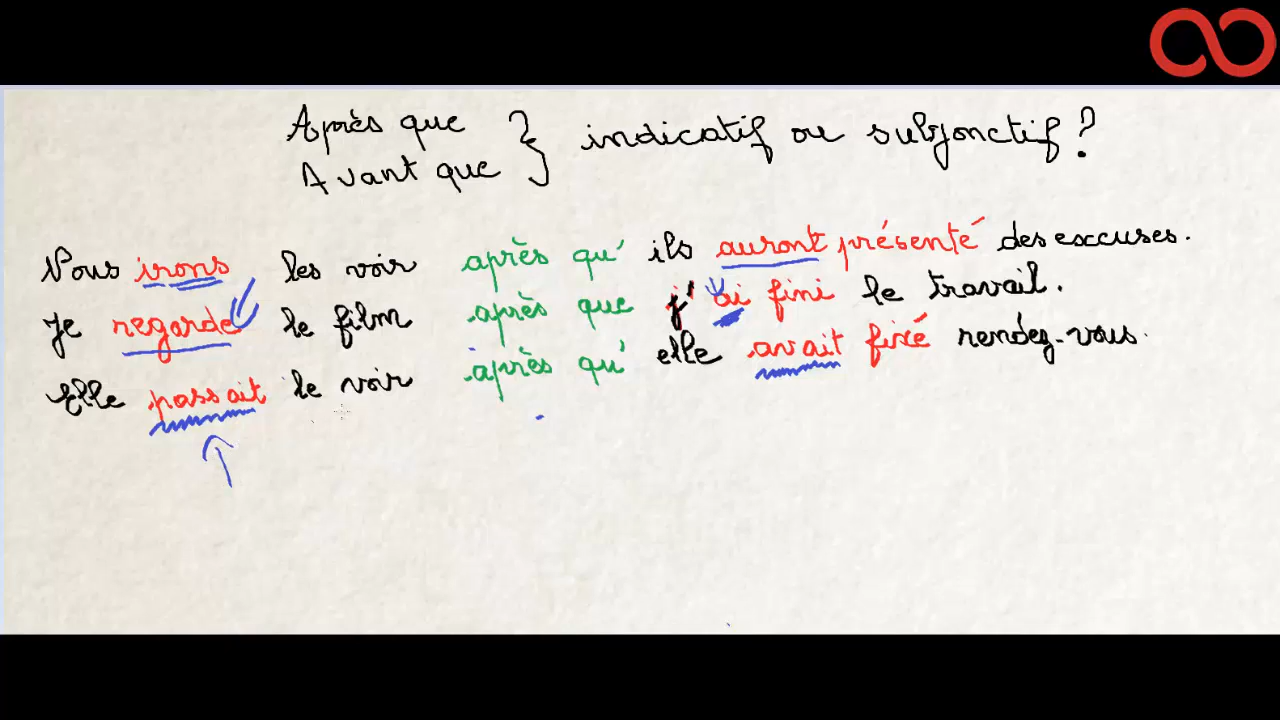 Après que
Avant que } indicatif ou subjonctif ?
Nous irons les voir après qu' ils auront présenté des excuses.
Je regarde le film après que j'ai fini le travail.
Elle passait le voir après qu' elle avait fixé rendez-vous.